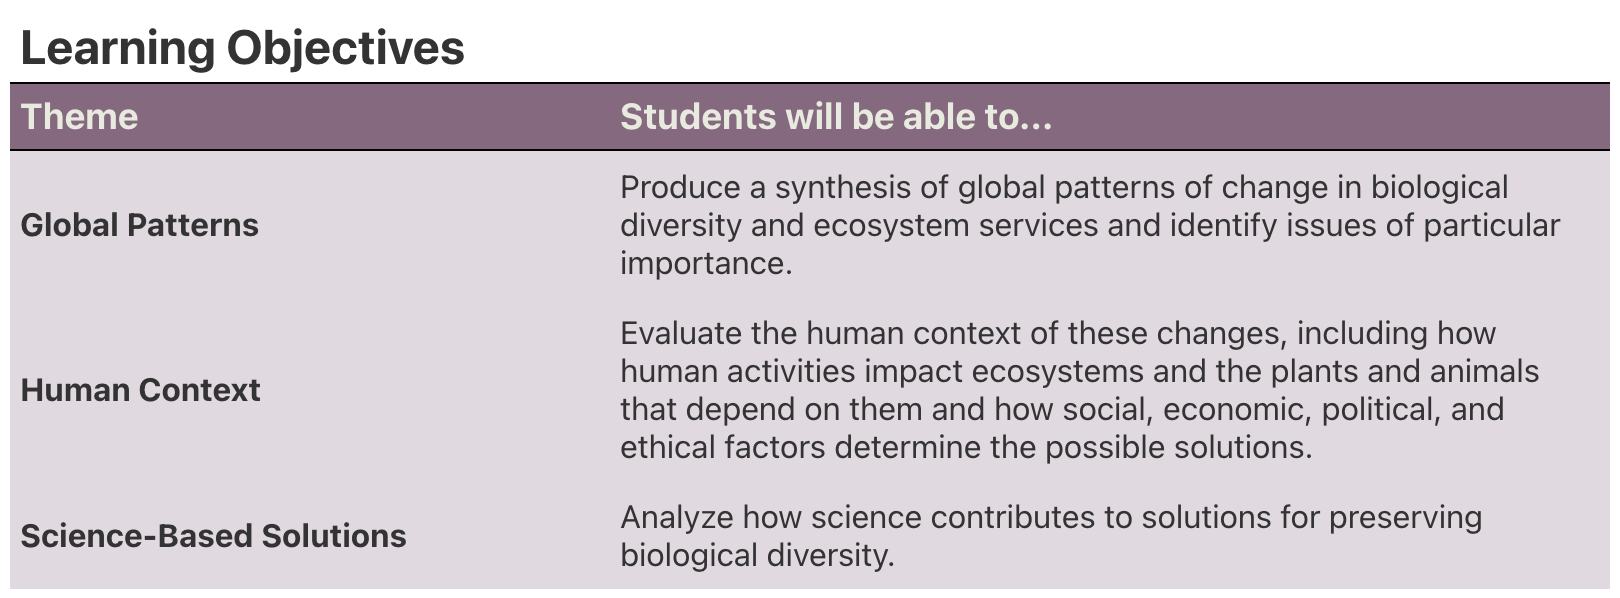 Learning Objectives
Theme
Students will be able to...
Global Patterns
Produce a synthesis of global patterns of change in biological
diversity and ecosystem services and identify issues of particular
importance.
Human Context
Evaluate the human context of these changes, including how
human activities impact ecosystems and the plants and animals
that depend on them and how social, economic, political, and
ethical factors determine the possible solutions.
Science-Based Solutions
Analyze how science contributes to solutions for preserving
biological diversity.